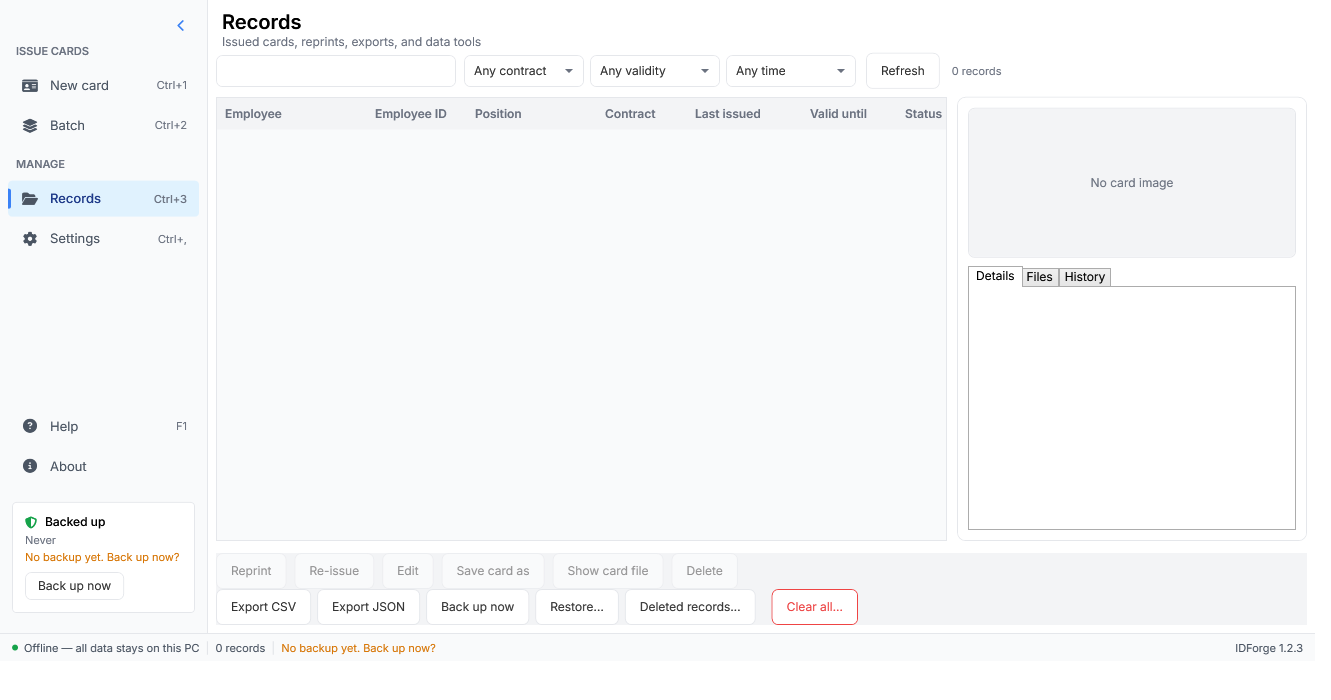 ISSUE CARDS
New card Ctrl+1
Batch Ctrl+2
MANAGE
Records Ctrl+3
Settings Ctrl+,
Help F1
About
Backed up
Never
No backup yet. Back up now?
Back up now
Records
Issued cards, reprints, exports, and data tools
Any contract Any validity Any time Refresh 0 records
Employee Employee ID Position Contract Last issued Valid until Status
No card image
Details Files History
Reprint Re-issue Edit Save card as Show card file Delete
Export CSV Export JSON Back up now Restore... Deleted records... Clear all...
Offline — all data stays on this PC 0 records No backup yet. Back up now? IDForge 1.2.3